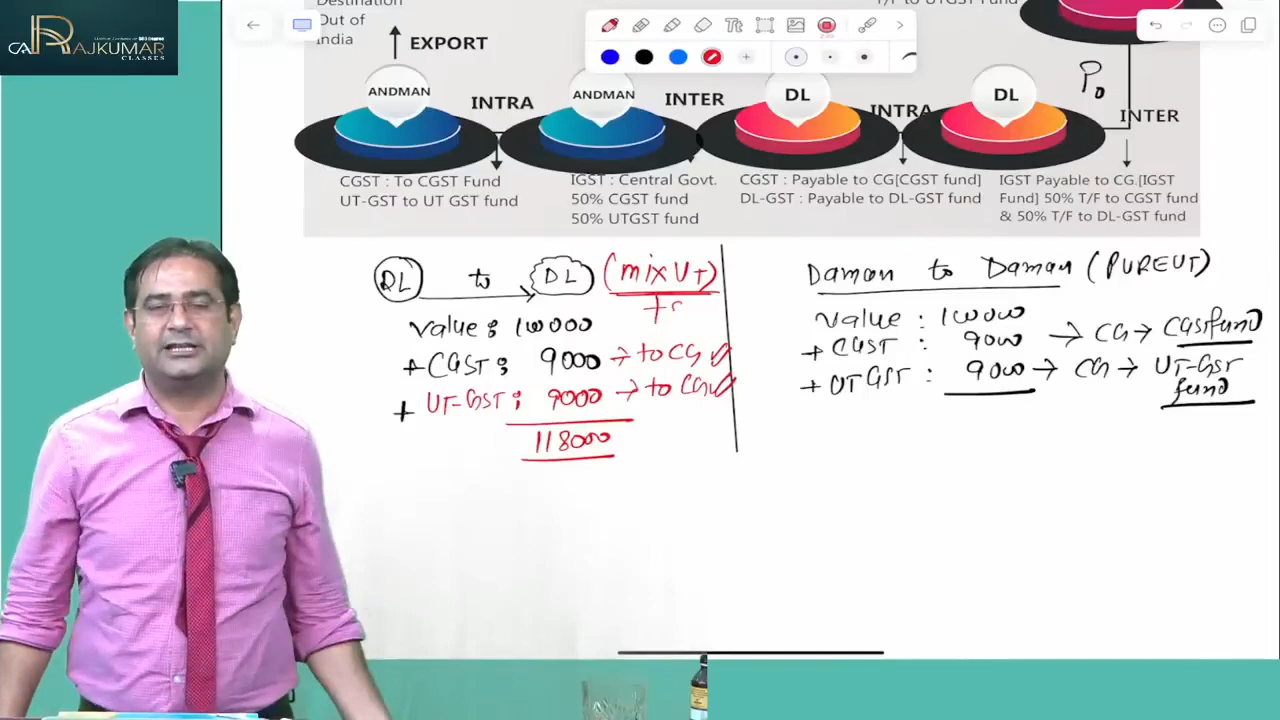 CA RAJKUMAR
CLASSES
Destination
Out of
India
EXPORT
T/F to UTGST Fund
ANDMAN
INTRA
ANDMAN
INTER
DL
INTRA
DL
INTER
CGST : To CGST Fund
UT-GST to UT GST fund
IGST : Central Govt.
50% CGST fund
50% UTGST fund
CGST : Payable to CG[CGST fund]
DL-GST : Payable to DL-GST fund
IGST Payable to CG.[IGST
Fund] 50% T/F to CGST fund
& 50% T/F to DL-GST fund
DL to DL (mix UT)
Value : 100000
+ CGST : 9000 → to CG
+ UT-GST : 9000 → to CG
118000
Daman to Daman (PURE UT)
Value : 100000
+ CGST : 9000 → CG → CGST fund
+ UTGST : 9000 → CG → UT-GST
fund